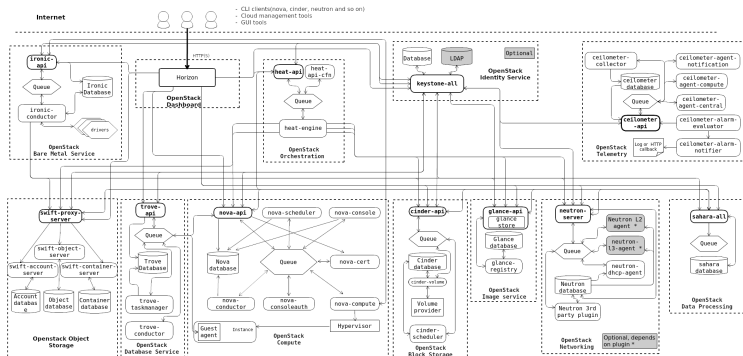 Internet
- CLI clients(nova, cinder, neutron and so on)
- Cloud management tools
- GUI tools
HTTP(S)
ironic-
api
Queue
Ironic
Database
ironic-
conductor
drivers
OpenStack
Bare Metal Service
Horizon
OpenStack
Dashboard
heat-api
heat-
api-cfn
Queue
heat-engine
OpenStack
Orchestration
Database
LDAP
Optional
keystone-all
OpenStack
Identity Service
ceilometer-
collector
ceilometer-agent-
notification
ceilometer
database
ceilometer-
agent-compute
Queue
ceilometer-
agent-central
ceilometer
-api
ceilometer-alarm-
evaluator
Log or HTTP
callback
ceilometer-alarm-
notifier
OpenStack
Telemetry
swift-proxy-
server
swift-object-
server
swift-account-
server
swift-container-
server
Account
databas
e
Object
database
Container
database
Openstack Object
Storage
trove-
api
Queue
Trove
Database
trove-
taskmanager
trove-
conductor
OpenStack
Database Service
nova-api
nova-scheduler
nova-console
Nova
database
Queue
nova-cert
nova-
conductor
nova-
consoleauth
nova-compute
Guest
agent
Instance
Hypervisor
OpenStack
Compute
cinder-api
Queue
Cinder
database
cinder-volume
Volume
provider
cinder-
scheduler
OpenStack
Block Storage
glance-api
glance
store
Glance
database
glance-
registry
OpenStack
Image service
neutron-
server
Neutron L2
agent *
Queue
neutron-
l3-agent *
neutron-
dhcp-agent
Neutron
database
Neutron 3rd
party plugin
OpenStack
Networking
Optional, depends
on plugin *
sahara-all
Queue
sahara
database
OpenStack
Data Processing